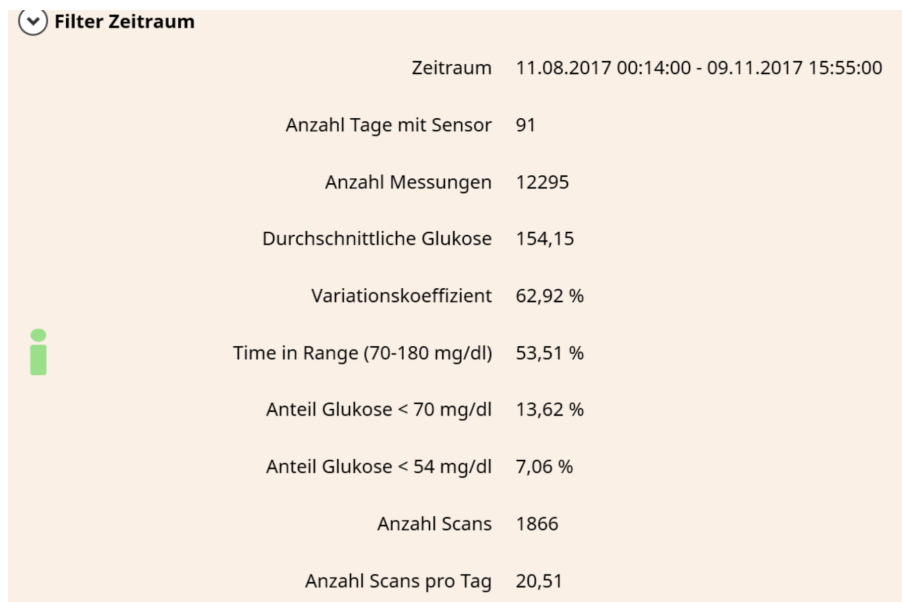 Filter Zeitraum
Zeitraum 11.08.2017 00:14:00 - 09.11.2017 15:55:00
Anzahl Tage mit Sensor 91
Anzahl Messungen 12295
Durchschnittliche Glukose 154,15
Variationskoeffizient 62,92 %
Time in Range (70-180 mg/dl) 53,51 %
Anteil Glukose < 70 mg/dl 13,62 %
Anteil Glukose < 54 mg/dl 7,06 %
Anzahl Scans 1866
Anzahl Scans pro Tag 20,51